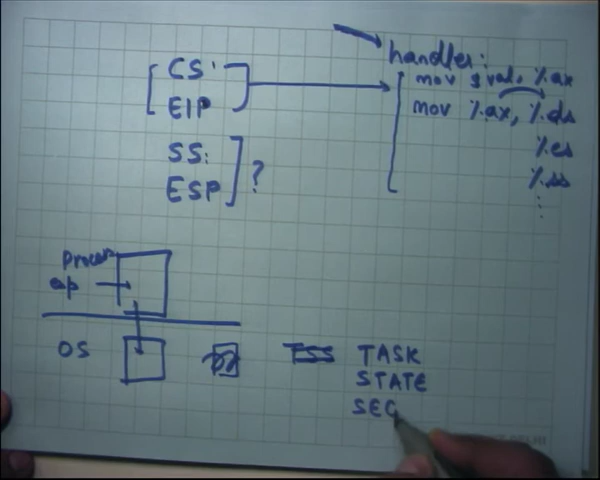 handler:
CS:
mov $val, %ax
EIP
mov %ax, %ds
SS:
%es
ESP
?
%ss
Process
OS
TSS
TASK
STATE
SEG
DELHI